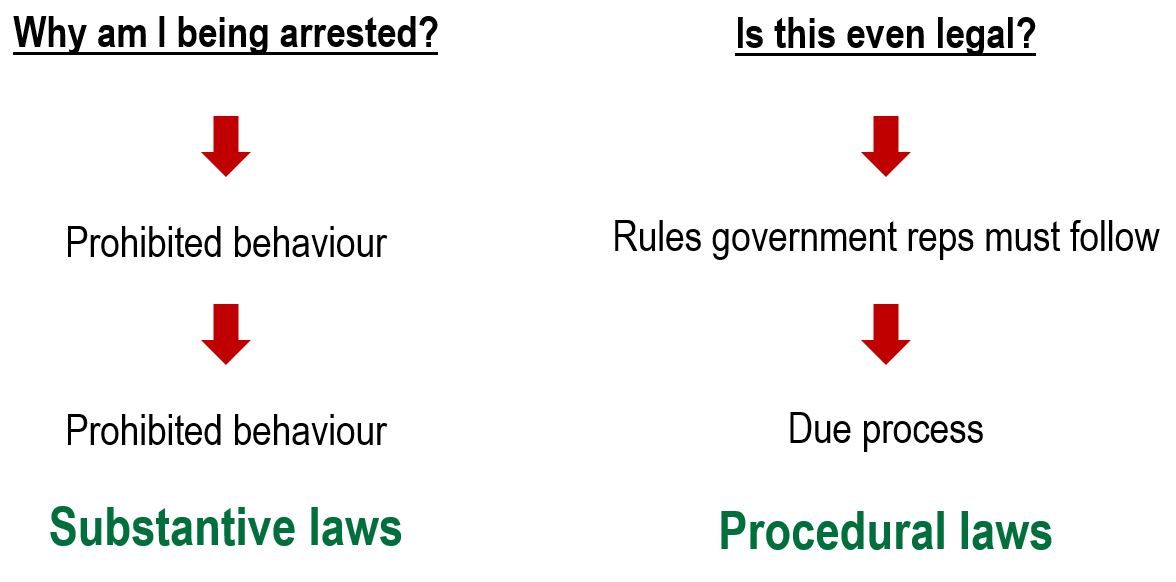 Why am I being arrested?
Prohibited behaviour
Prohibited behaviour
Substantive laws
Is this even legal?
Rules government reps must follow
Due process
Procedural laws